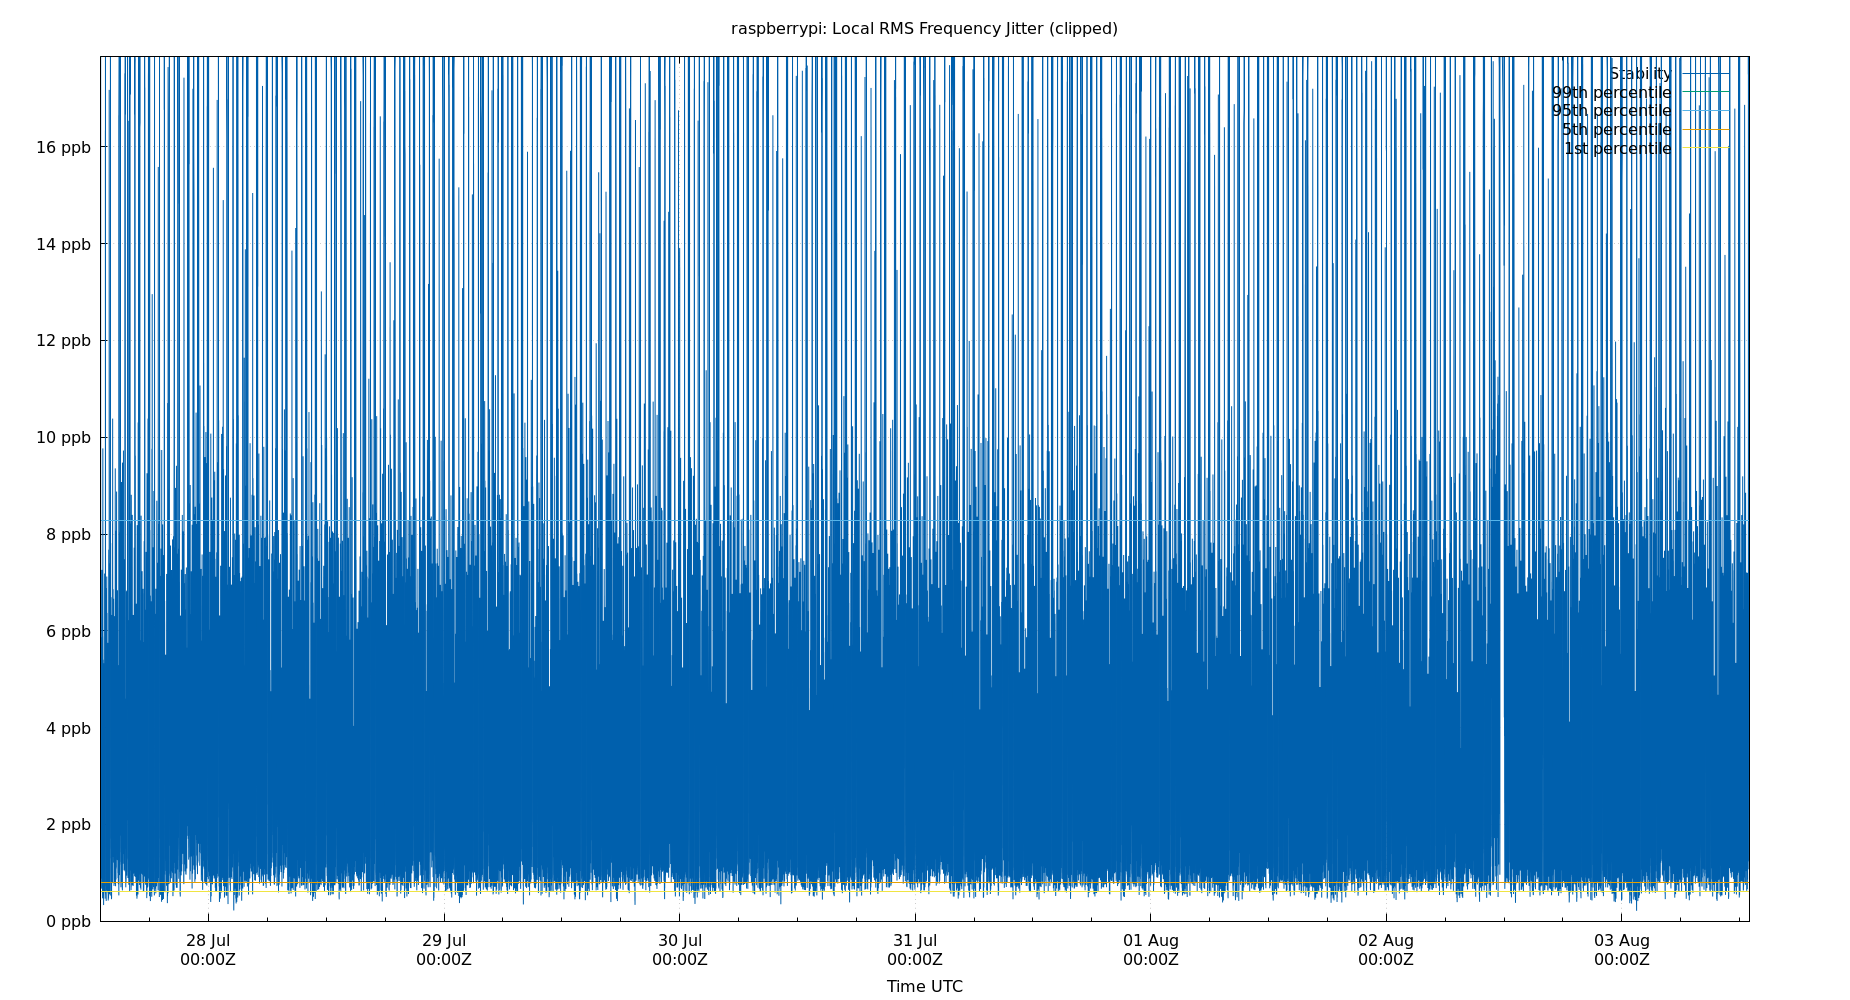 raspberrypi: Local RMS Frequency Jitter (clipped)
Stability
99th percentile
95th percentile
5th percentile
1st percentile
16 ppb
14 ppb
12 ppb
10 ppb
8 ppb
6 ppb
4 ppb
2 ppb
0 ppb
28 Jul 29 Jul 30 Jul 31 Jul 01 Aug 02 Aug 03 Aug
00:00Z 00:00Z 00:00Z 00:00Z 00:00Z 00:00Z 00:00Z
Time UTC